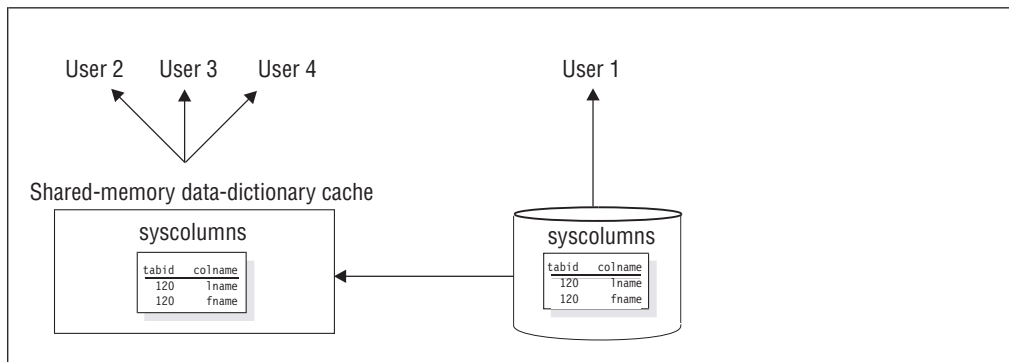 User 2 User 3 User 4 User 1
Shared-memory data-dictionary cache
syscolumns
tabid colname
120 lname
120 fname
syscolumns
tabid colname
120 lname
120 fname